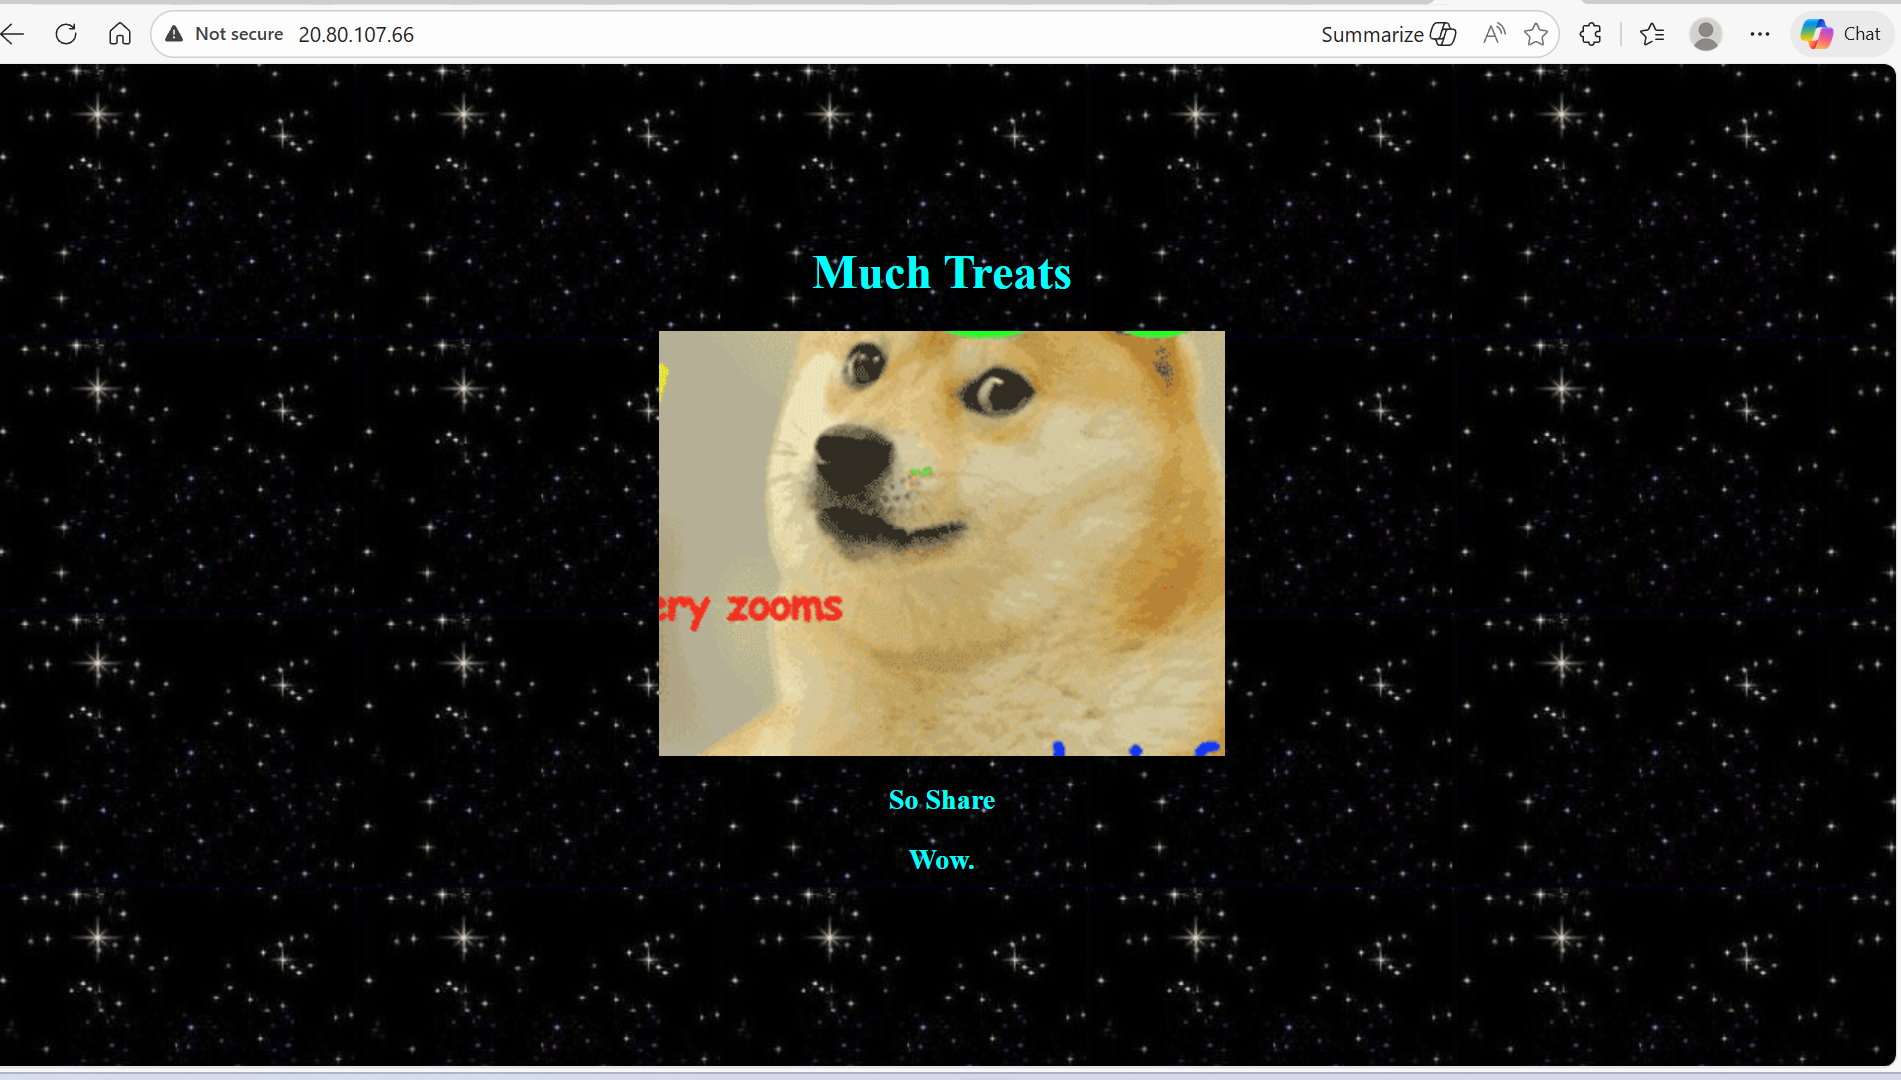 Not secure 20.80.107.66 Summarize Chat
Much Treats
zooms
So Share
Wow.